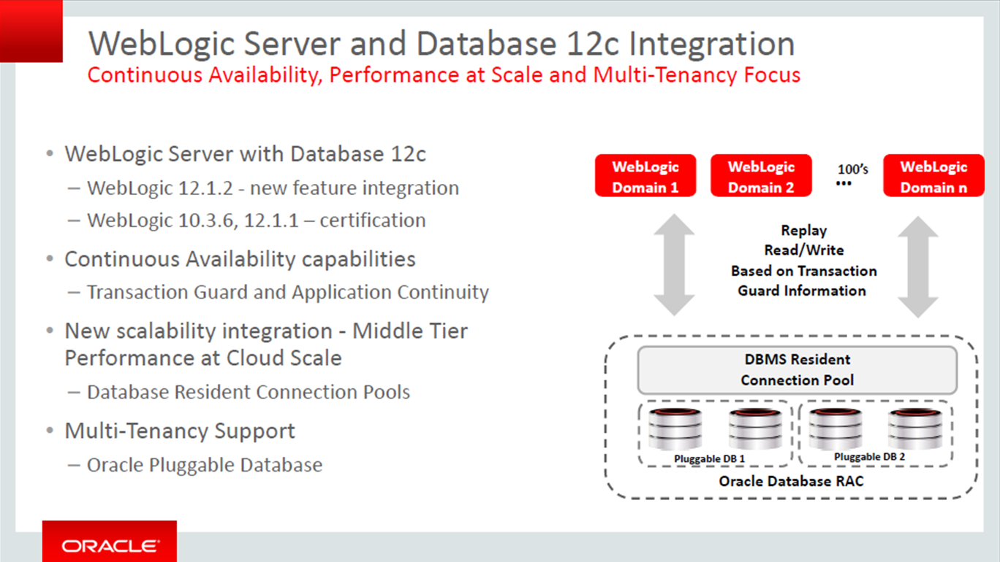 WebLogic Server and Database 12c Integration
Continuous Availability, Performance at Scale and Multi-Tenancy Focus
• WebLogic Server with Database 12c
– WebLogic 12.1.2 - new feature integration
– WebLogic 10.3.6, 12.1.1 – certification
• Continuous Availability capabilities
– Transaction Guard and Application Continuity
• New scalability integration - Middle Tier
Performance at Cloud Scale
– Database Resident Connection Pools
• Multi-Tenancy Support
– Oracle Pluggable Database
WebLogic
Domain 1
WebLogic
Domain 2
100’s
•••
WebLogic
Domain n
Replay
Read/Write
Based on Transaction
Guard Information
DBMS Resident
Connection Pool
Pluggable DB 1
Pluggable DB 2
Oracle Database RAC
ORACLE®